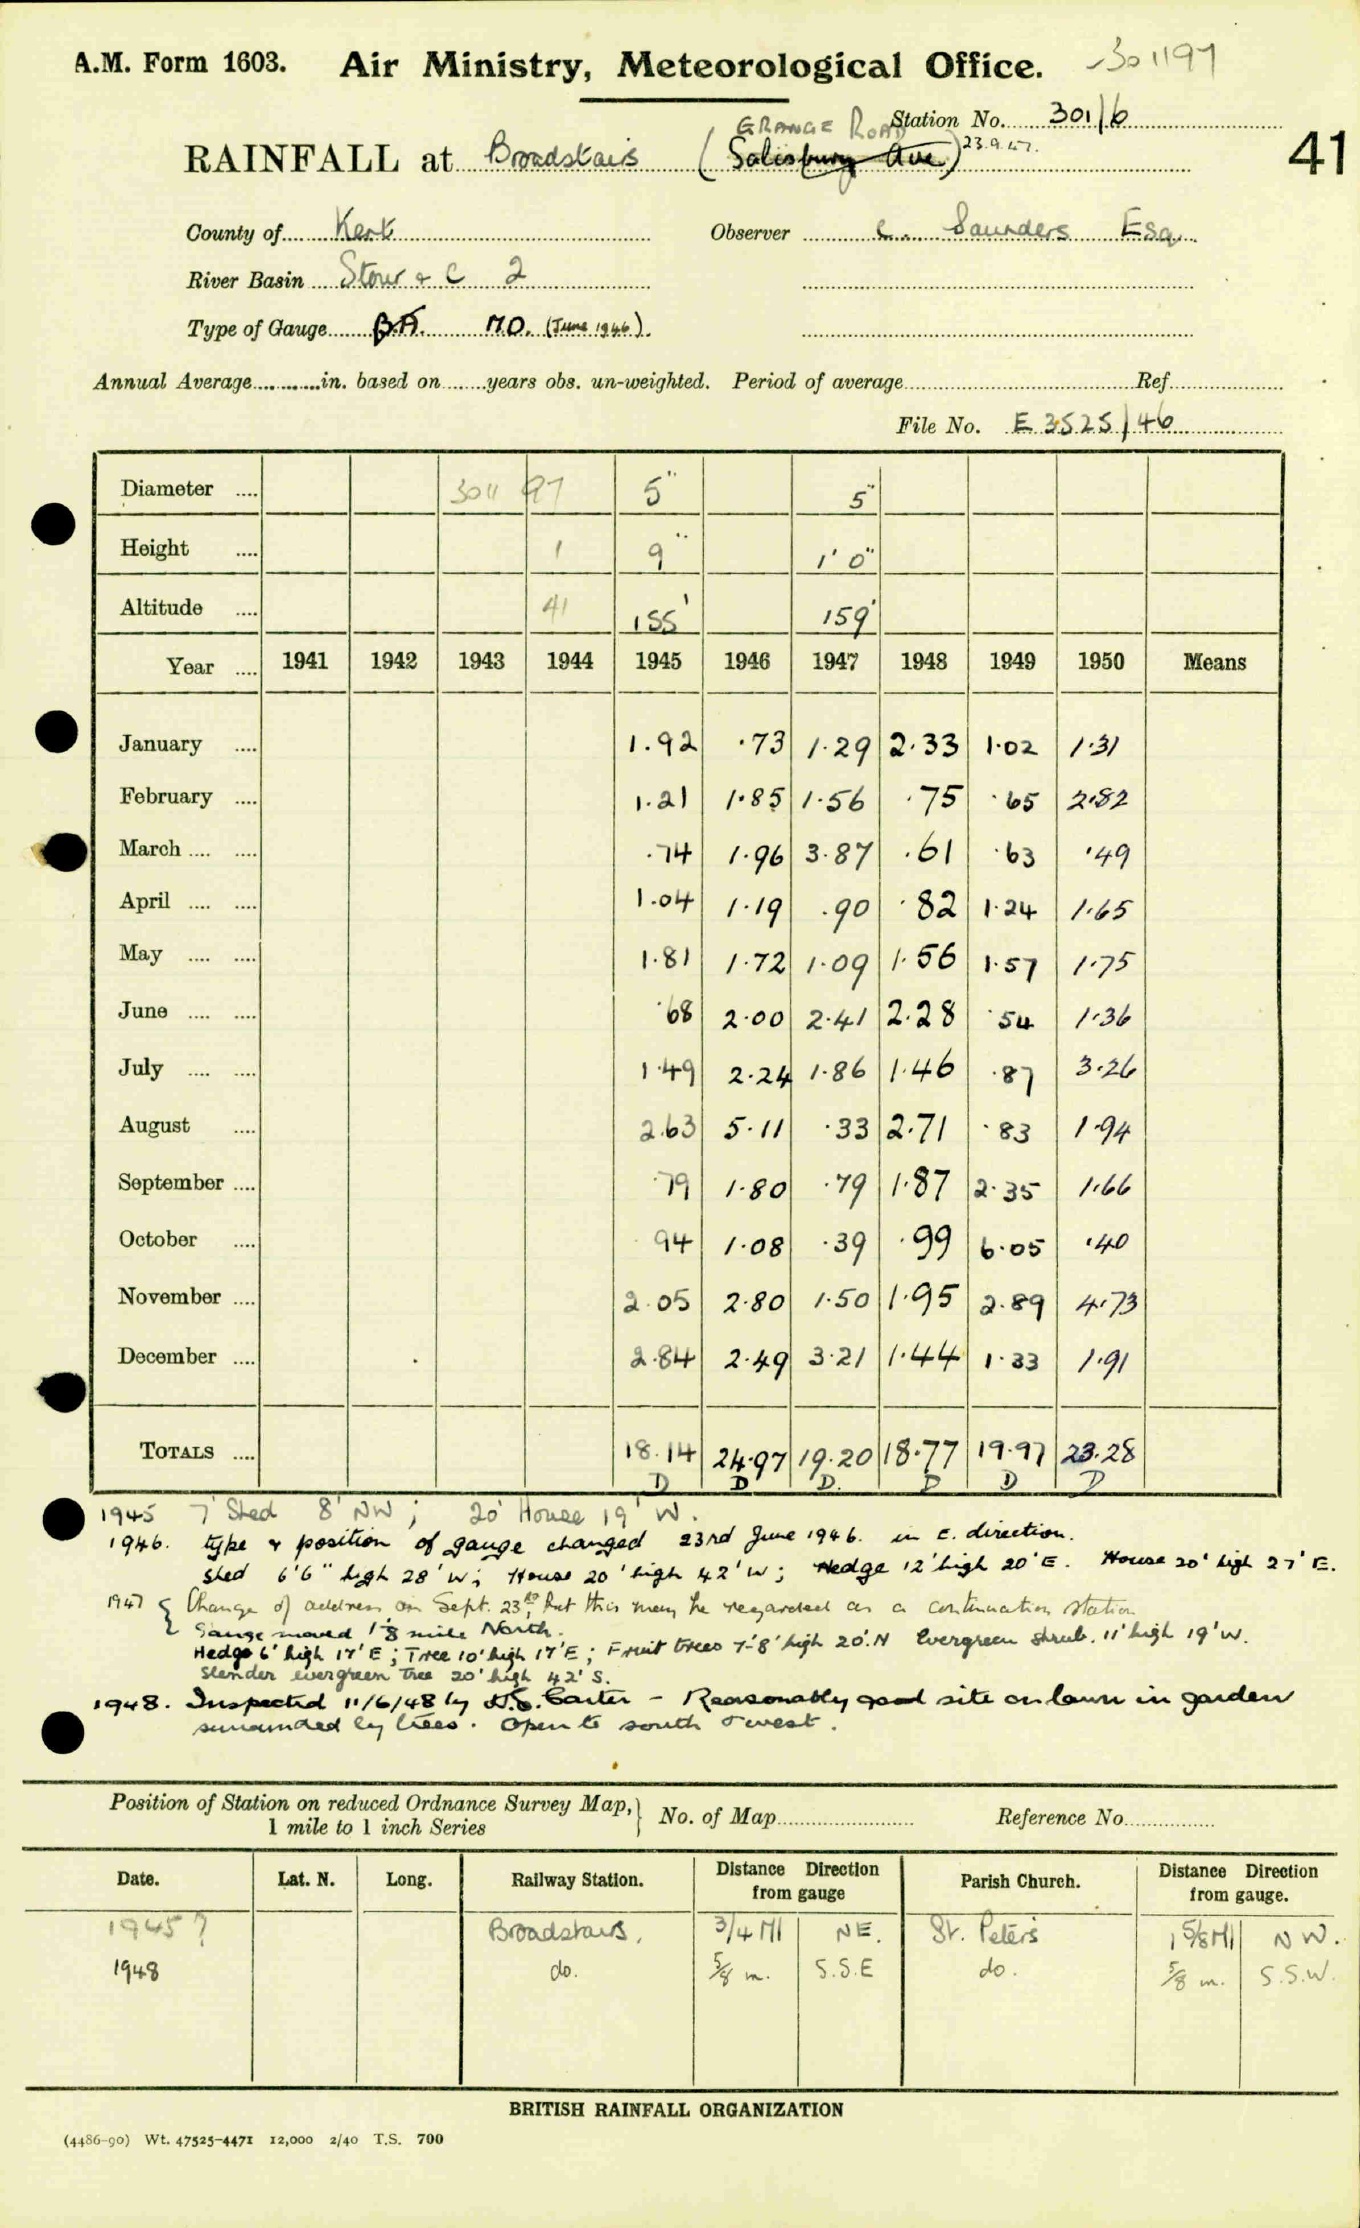 A.M. Form 1603. Air Ministry, Meteorological Office. 301197
Station No. 301/6
GRANGE ROAD
RAINFALL at Broadstairs (Salisbury Ave) 23.9.47. 41
County of Kent Observer C. Saunders Esq.
River Basin Stour & C 2
Type of Gauge B.A. M.O. (June 1946)
Annual Average in. based on years obs. un-weighted. Period of average Ref.
File No. E 3525/46
Diameter 3011 97 5" 5"
Height 1 9" 1' 0"
Altitude 41 155' 159'
Year 1941 1942 1943 1944 1945 1946 1947 1948 1949 1950 Means
January 1.92 .73 1.29 2.33 1.02 1.31
February 1.21 1.85 1.56 .75 .65 2.82
March .74 1.96 3.87 .61 .63 .49
April 1.04 1.19 .90 .82 1.24 1.65
May 1.81 1.72 1.09 1.56 1.57 1.75
June .68 2.00 2.41 2.28 .54 1.36
July 1.49 2.24 1.86 1.46 .87 3.26
August 2.63 5.11 .33 2.71 .83 1.94
September .79 1.80 .79 1.87 2.35 1.66
October .94 1.08 .39 .99 6.05 .40
November 2.05 2.80 1.50 1.95 2.89 4.73
December 2.84 2.49 3.21 1.44 1.33 1.91
TOTALS 18.14 24.97 19.20 18.77 19.97 23.28
D D D. D D D
1945 7' Shed 8' NW; 20' House 19' W.
1946. type & position of gauge changed 23rd June 1946. in E. direction.
Shed 6'6" high 28' W; House 20' high 42' W; Hedge 12' high 20' E. House 20' high 27' E.
1947 { Change of address on Sept. 23rd, but this may be regarded as a continuation station
Gauge moved 1⅜ mile North.
Hedge 6' high 17' E; Tree 10' high 17' E; Fruit trees 7'-8' high 20' N Evergreen shrub. 11' high 19' W.
Slender evergreen tree 20' high 42' S.
1948. Inspected 11/6/48 by Carter - Reasonably good site on lawn in garden
surrounded by trees. Open to south & west.
Position of Station on reduced Ordnance Survey Map, } No. of Map Reference No.
1 mile to 1 inch Series
Date. Lat. N. Long. Railway Station. Distance Direction from gauge Parish Church. Distance Direction from gauge.
1945? Broadstairs. 3/4 Ml NE. St. Peters 1 5/8 Ml NW.
1948 do. 5/8 m. S.S.E do. 5/8 m. S.S.W.
BRITISH RAINFALL ORGANIZATION
(4486-90) Wt. 47525-4471 12,000 2/40 T.S. 700